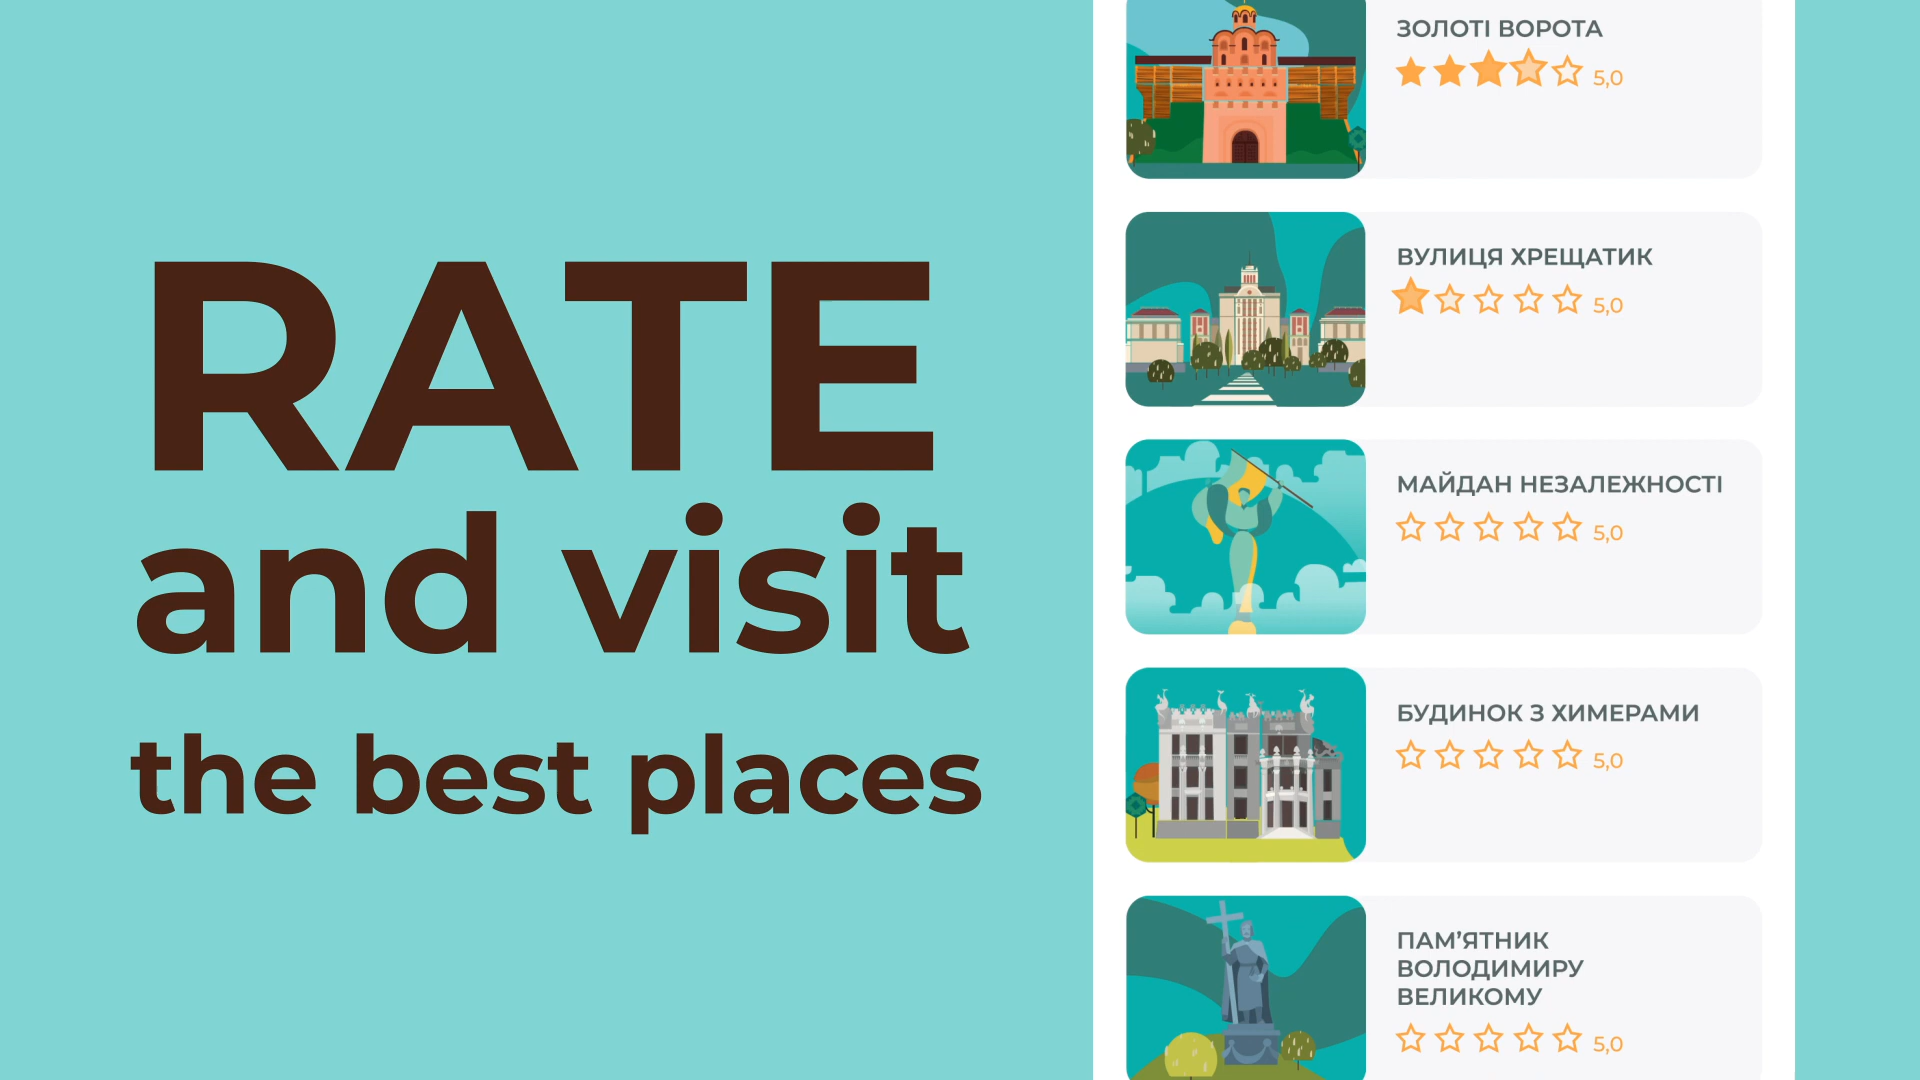 RATE
and visit
the best places
ЗОЛОТІ ВОРОТА
5,0
ВУЛИЦЯ ХРЕЩАТИК
5,0
МАЙДАН НЕЗАЛЕЖНОСТІ
5,0
БУДИНОК З ХИМЕРАМИ
5,0
ПАМ’ЯТНИК
ВОЛОДИМИРУ
ВЕЛИКОМУ
5,0